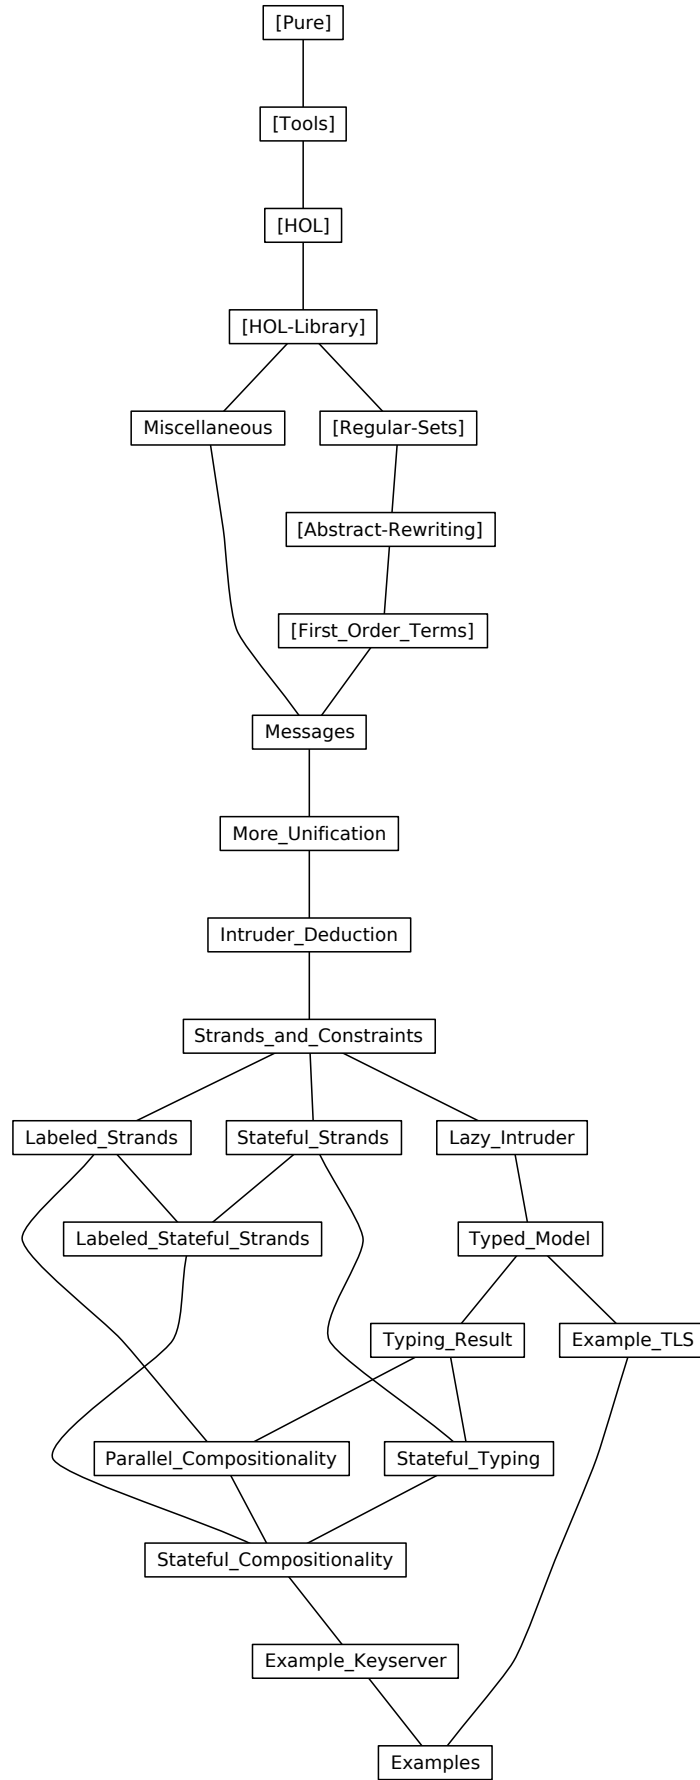 [Pure]
[Tools]
[HOL]
[HOL-Library]
Miscellaneous
[Regular-Sets]
[Abstract-Rewriting]
[First_Order_Terms]
Messages
More_Unification
Intruder_Deduction
Strands_and_Constraints
Labeled_Strands
Stateful_Strands
Lazy_Intruder
Labeled_Stateful_Strands
Typed_Model
Typing_Result
Example_TLS
Parallel_Compositionality
Stateful_Typing
Stateful_Compositionality
Example_Keyserver
Examples